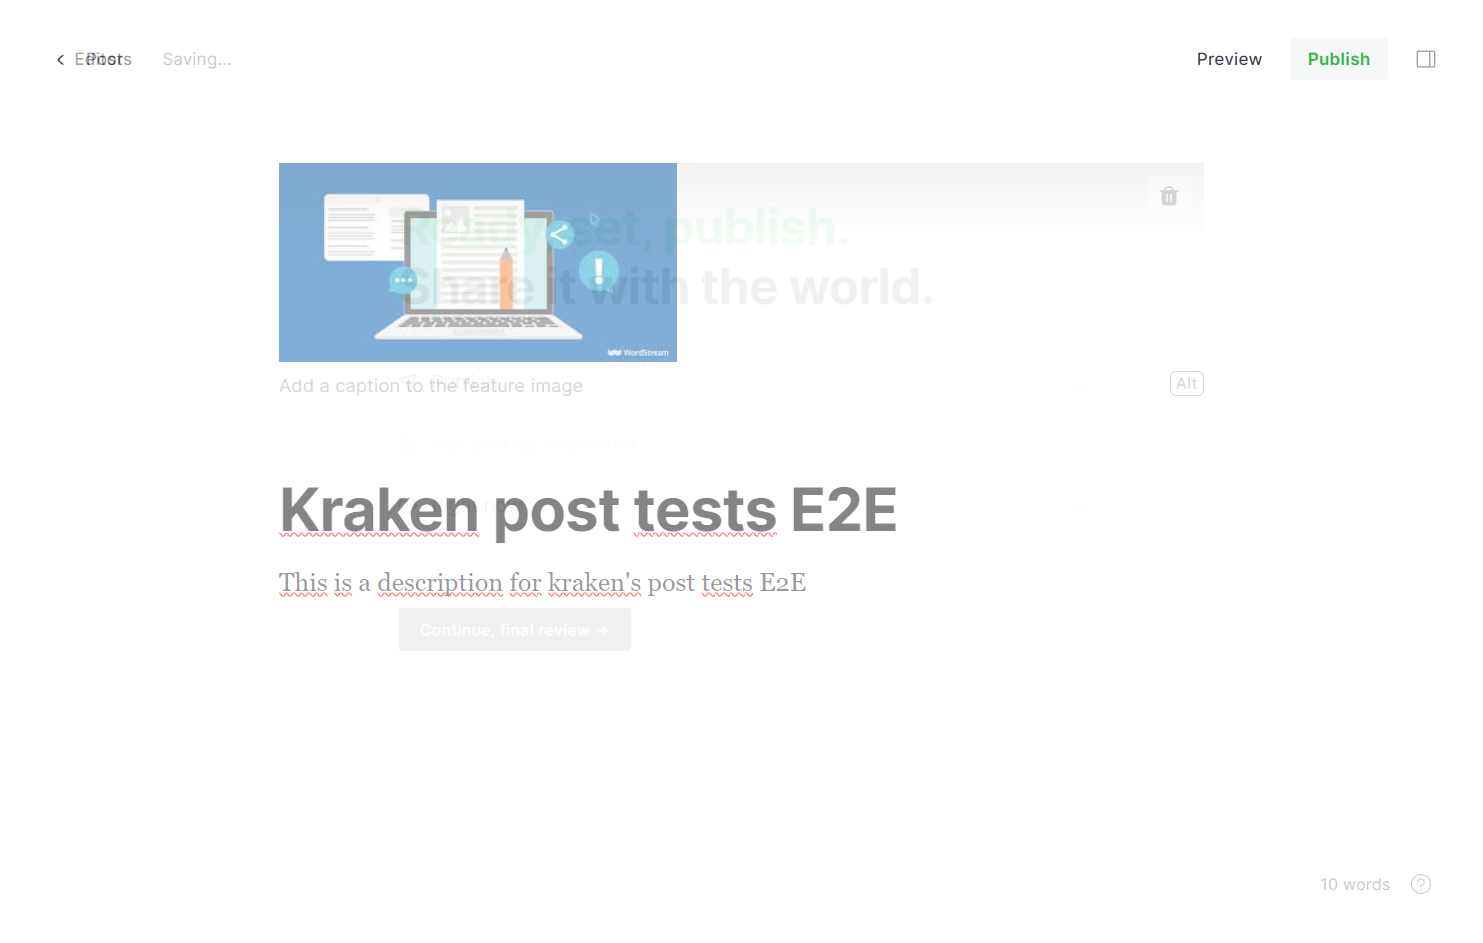 Editor
Posts
Saving...
Preview
Publish
Ready, set, publish.
Share it with the world.
WordStream
Publish
Add a caption to the feature image
Alt
Not sent as newsletter
Kraken post tests E2E
This is a description for kraken's post tests E2E
Continue, final review →
10 words
?